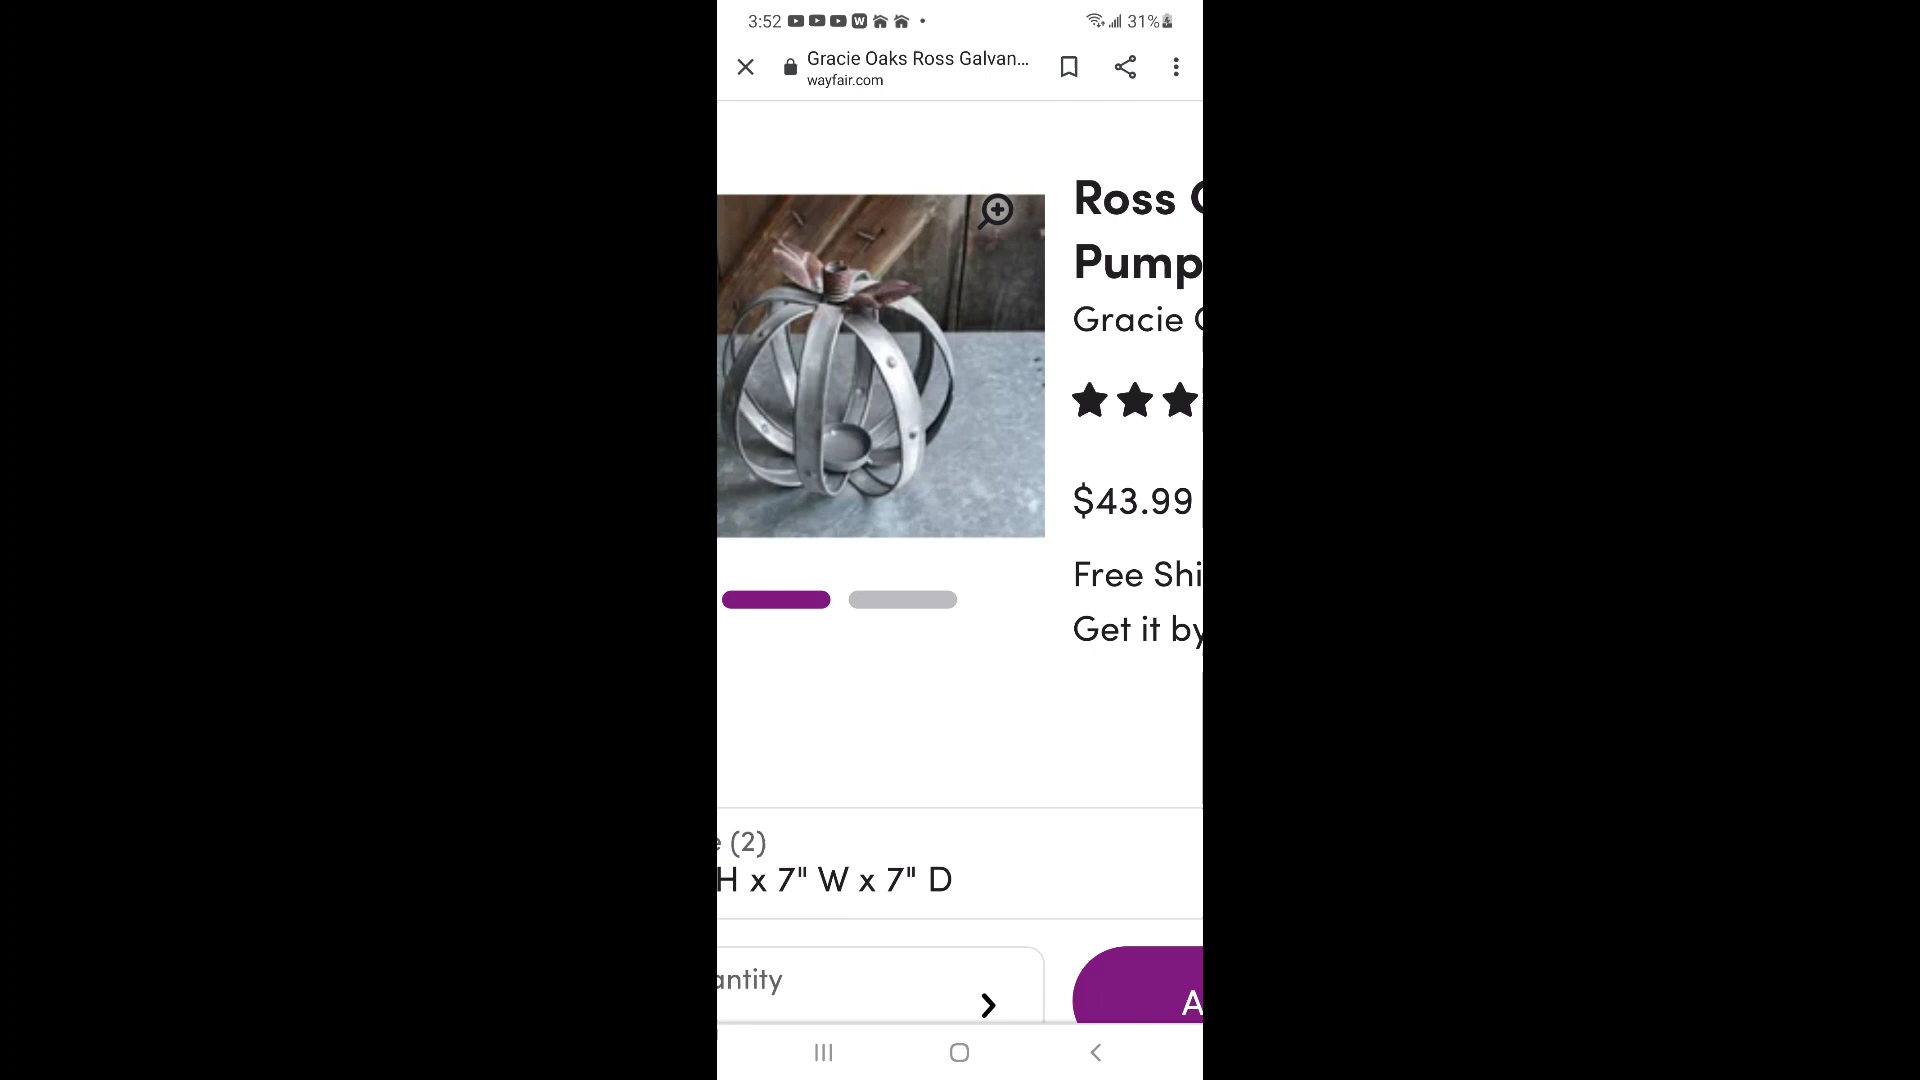 3:52
31%
Gracie Oaks Ross Galvan...
wayfair.com
Ross
Pump
Gracie
$43.99
Free Shi
Get it by
(2)
H x 7" W x 7" D
antity
A